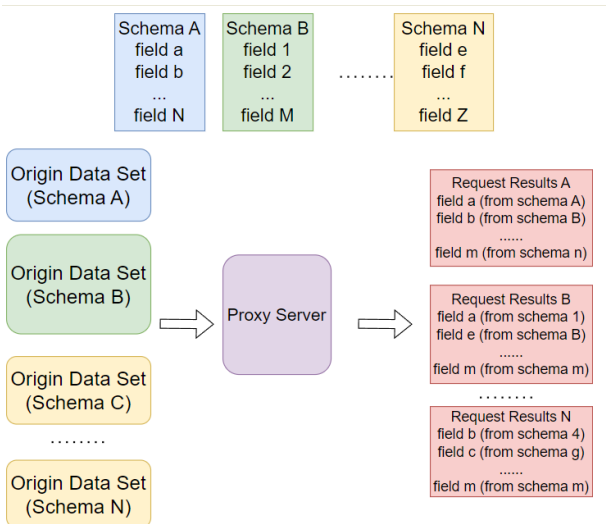 Schema A
field a
field b
...
field N
Schema B
field 1
field 2
...
field M
.........
Schema N
field e
field f
...
field Z
Origin Data Set
(Schema A)
Origin Data Set
(Schema B)
Origin Data Set
(Schema C)
........
Origin Data Set
(Schema N)
Proxy Server
Request Results A
field a (from schema A)
field b (from schema B)
......
field m (from schema n)
Request Results B
field a (from schema 1)
field e (from schema B)
......
field m (from schema m)
........
Request Results N
field b (from schema 4)
field c (from schema g)
......
field m (from schema m)